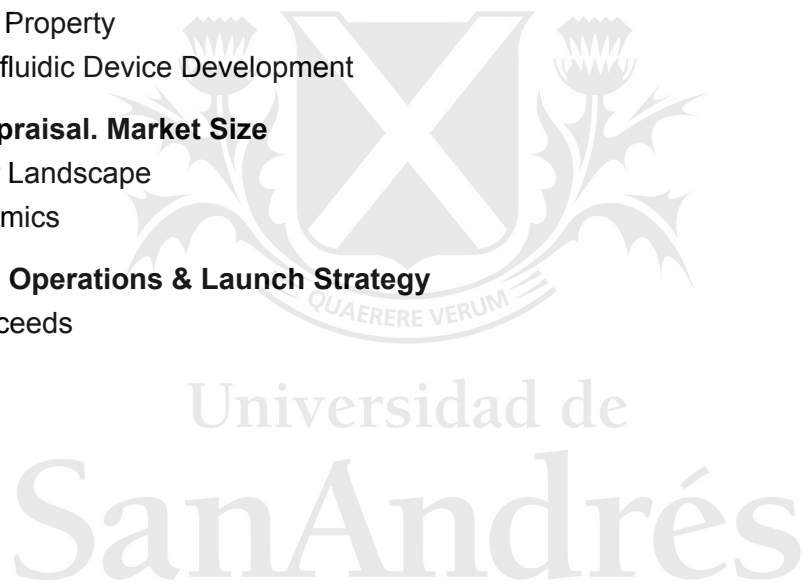 Property
fluidic Device Development
praisal. Market Size
Landscape
mics
Operations & Launch Strategy
ceeds
QUAERERE VERUM
Universidad de
SanAndrés